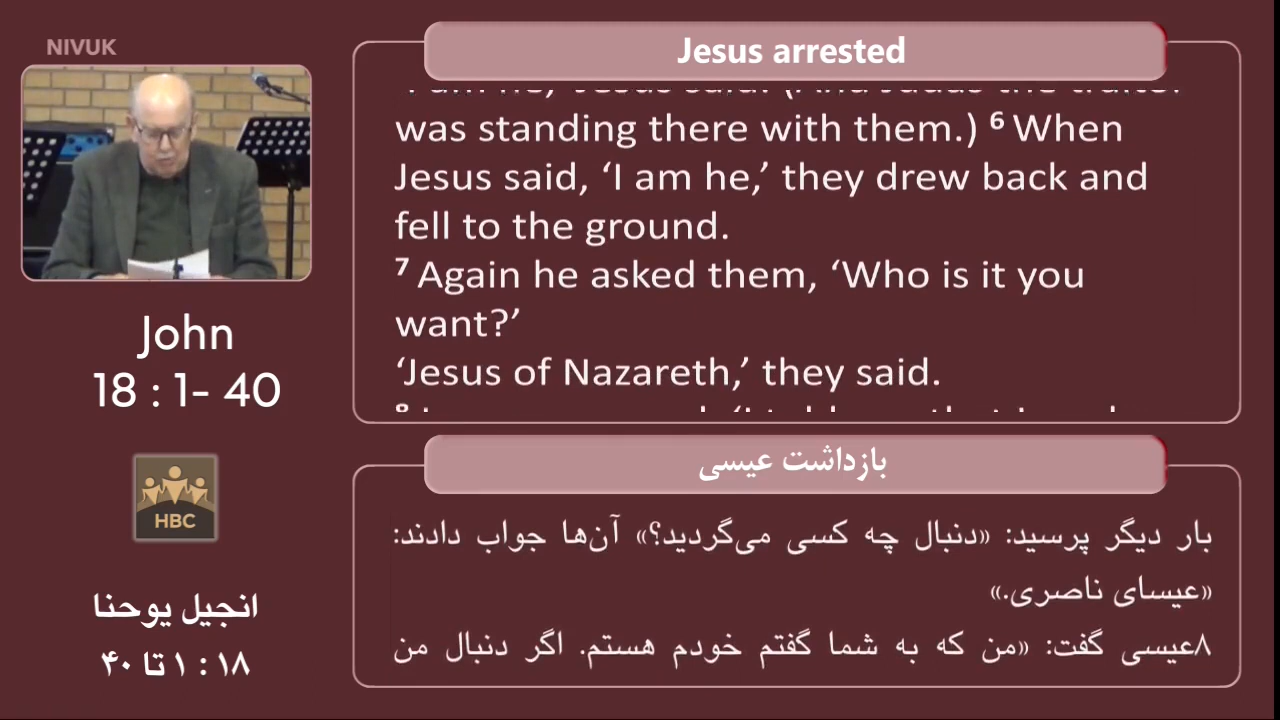 NIVUK
John
18 : 1- 40
HBC
انجیل یوحنا
۱۸ : ۱ تا ۴۰
Jesus arrested
was standing there with them.) ⁶ When
Jesus said, ‘I am he,’ they drew back and
fell to the ground.
⁷ Again he asked them, ‘Who is it you
want?’
‘Jesus of Nazareth,’ they said.
بازداشت عیسی
بار دیگر پرسید: «دنبال چه کسی می‌گردید؟» آن‌ها جواب دادند:
«عیسای ناصری.»
۸عیسی گفت: «من که به شما گفتم خودم هستم. اگر دنبال من